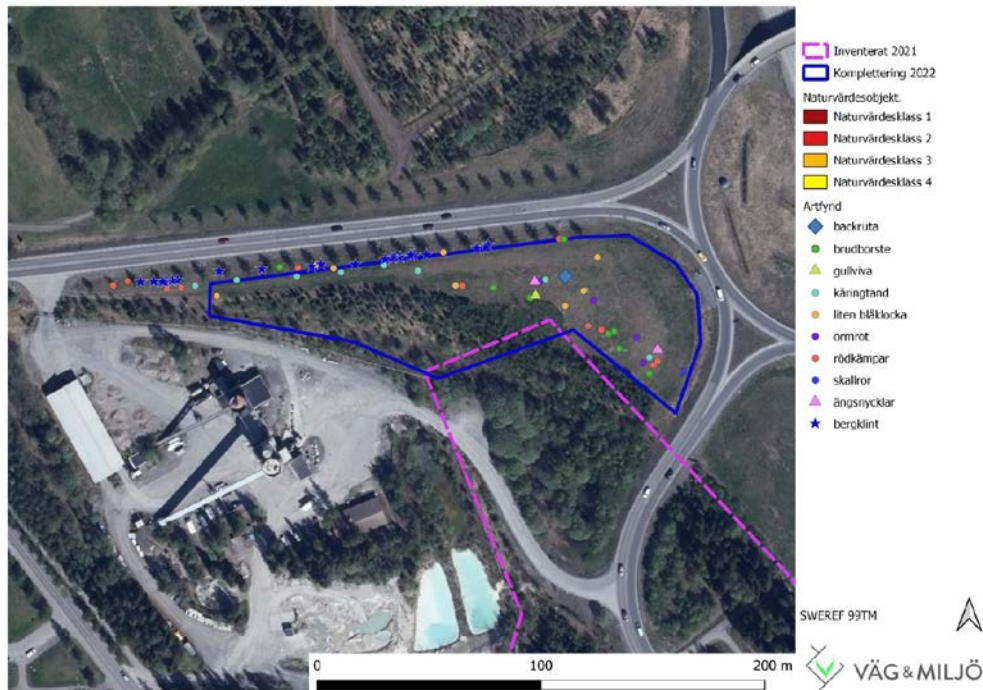 Inventerat 2021
Komplettering 2022
Naturvärdesobjekt.
Naturvärdesklass 1
Naturvärdesklass 2
Naturvärdesklass 3
Naturvärdesklass 4
Artfynd
backruta
brudborste
gullviva
käringtand
liten blåklocka
ormrot
rödkämpar
skallror
ängsnycklar
bergklint
SWEREF 99TM
VÄG & MILJÖ
0 100 200 m